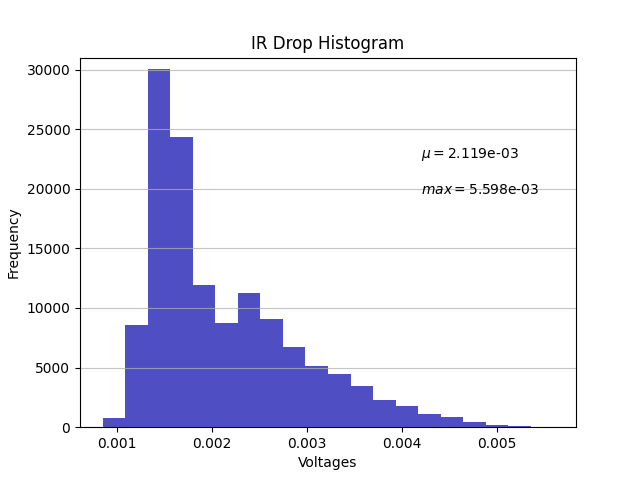 IR Drop Histogram
30000
25000
20000
15000
10000
5000
0
Frequency
μ = 2.119e-03
max = 5.598e-03
0.001 0.002 0.003 0.004 0.005
Voltages